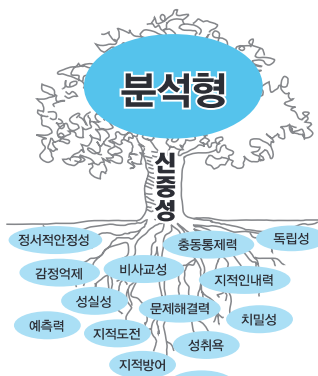 분석형
신중성
정서적안정성
충동통제력
독립성
감정억제
비사교성
지적인내력
성실성
문제해결력
예측력
지적도전
치밀성
성취욕
지적방어